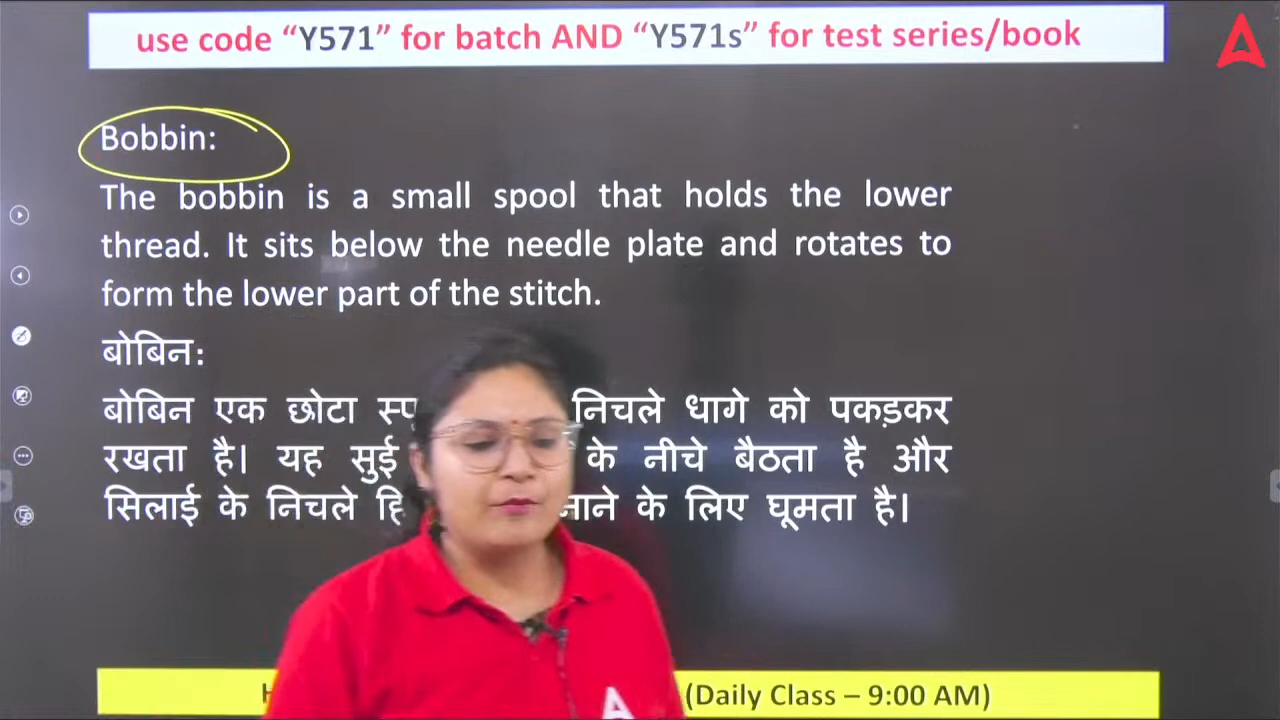 use code “Y571” for batch AND “Y571s” for test series/book
Bobbin:
The bobbin is a small spool that holds the lower
thread. It sits below the needle plate and rotates to
form the lower part of the stitch.
बोबिन:
बोबिन एक छोटा निचले धागे को पकड़कर
रखता है। यह सुई के नीचे बैठता है और
सिलाई के निचले के लिए घूमता है।
(Daily Class – 9:00 AM)